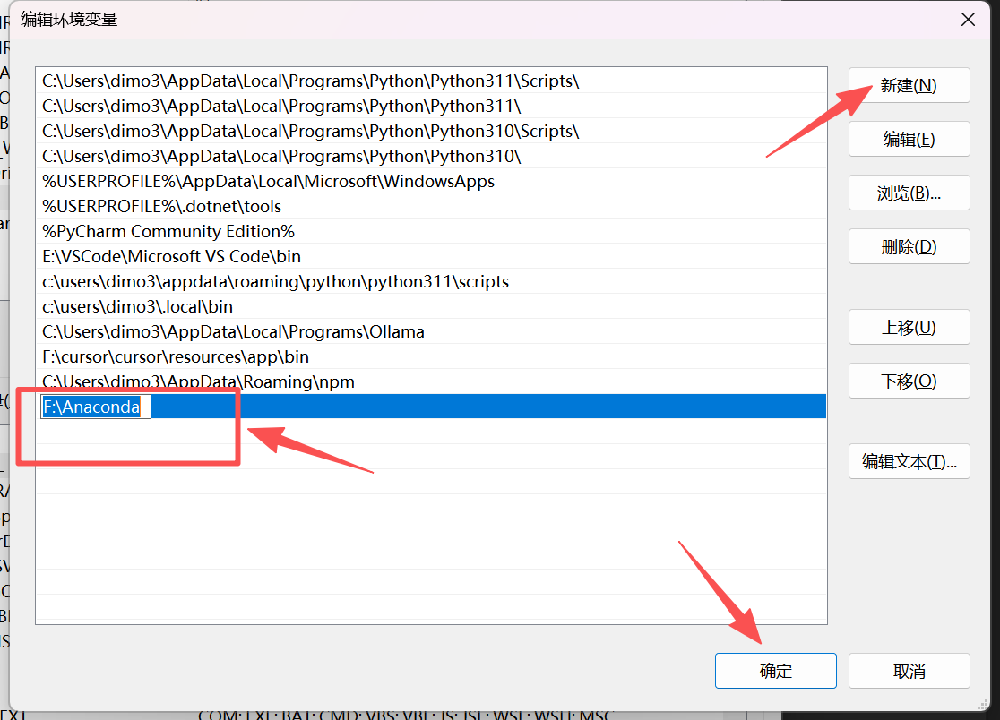 编辑环境变量
C:\Users\dimo3\AppData\Local\Programs\Python\Python311\Scripts\
C:\Users\dimo3\AppData\Local\Programs\Python\Python311\
C:\Users\dimo3\AppData\Local\Programs\Python\Python310\Scripts\
C:\Users\dimo3\AppData\Local\Programs\Python\Python310\
%USERPROFILE%\AppData\Local\Microsoft\WindowsApps
%USERPROFILE%\.dotnet\tools
%PyCharm Community Edition%
E:\VSCode\Microsoft VS Code\bin
c:\users\dimo3\appdata\roaming\python\python311\scripts
c:\users\dimo3\.local\bin
C:\Users\dimo3\AppData\Local\Programs\Ollama
F:\cursor\cursor\resources\app\bin
C:\Users\dimo3\AppData\Roaming\npm
F:\Anaconda
新建(N)
编辑(E)
浏览(B)...
删除(D)
上移(U)
下移(O)
编辑文本(T)...
确定
取消
.COM;.EXE;.BAT;.CMD;.VBS;.VBE;.JS;.JSE;.WSF;.WSH;.MSC